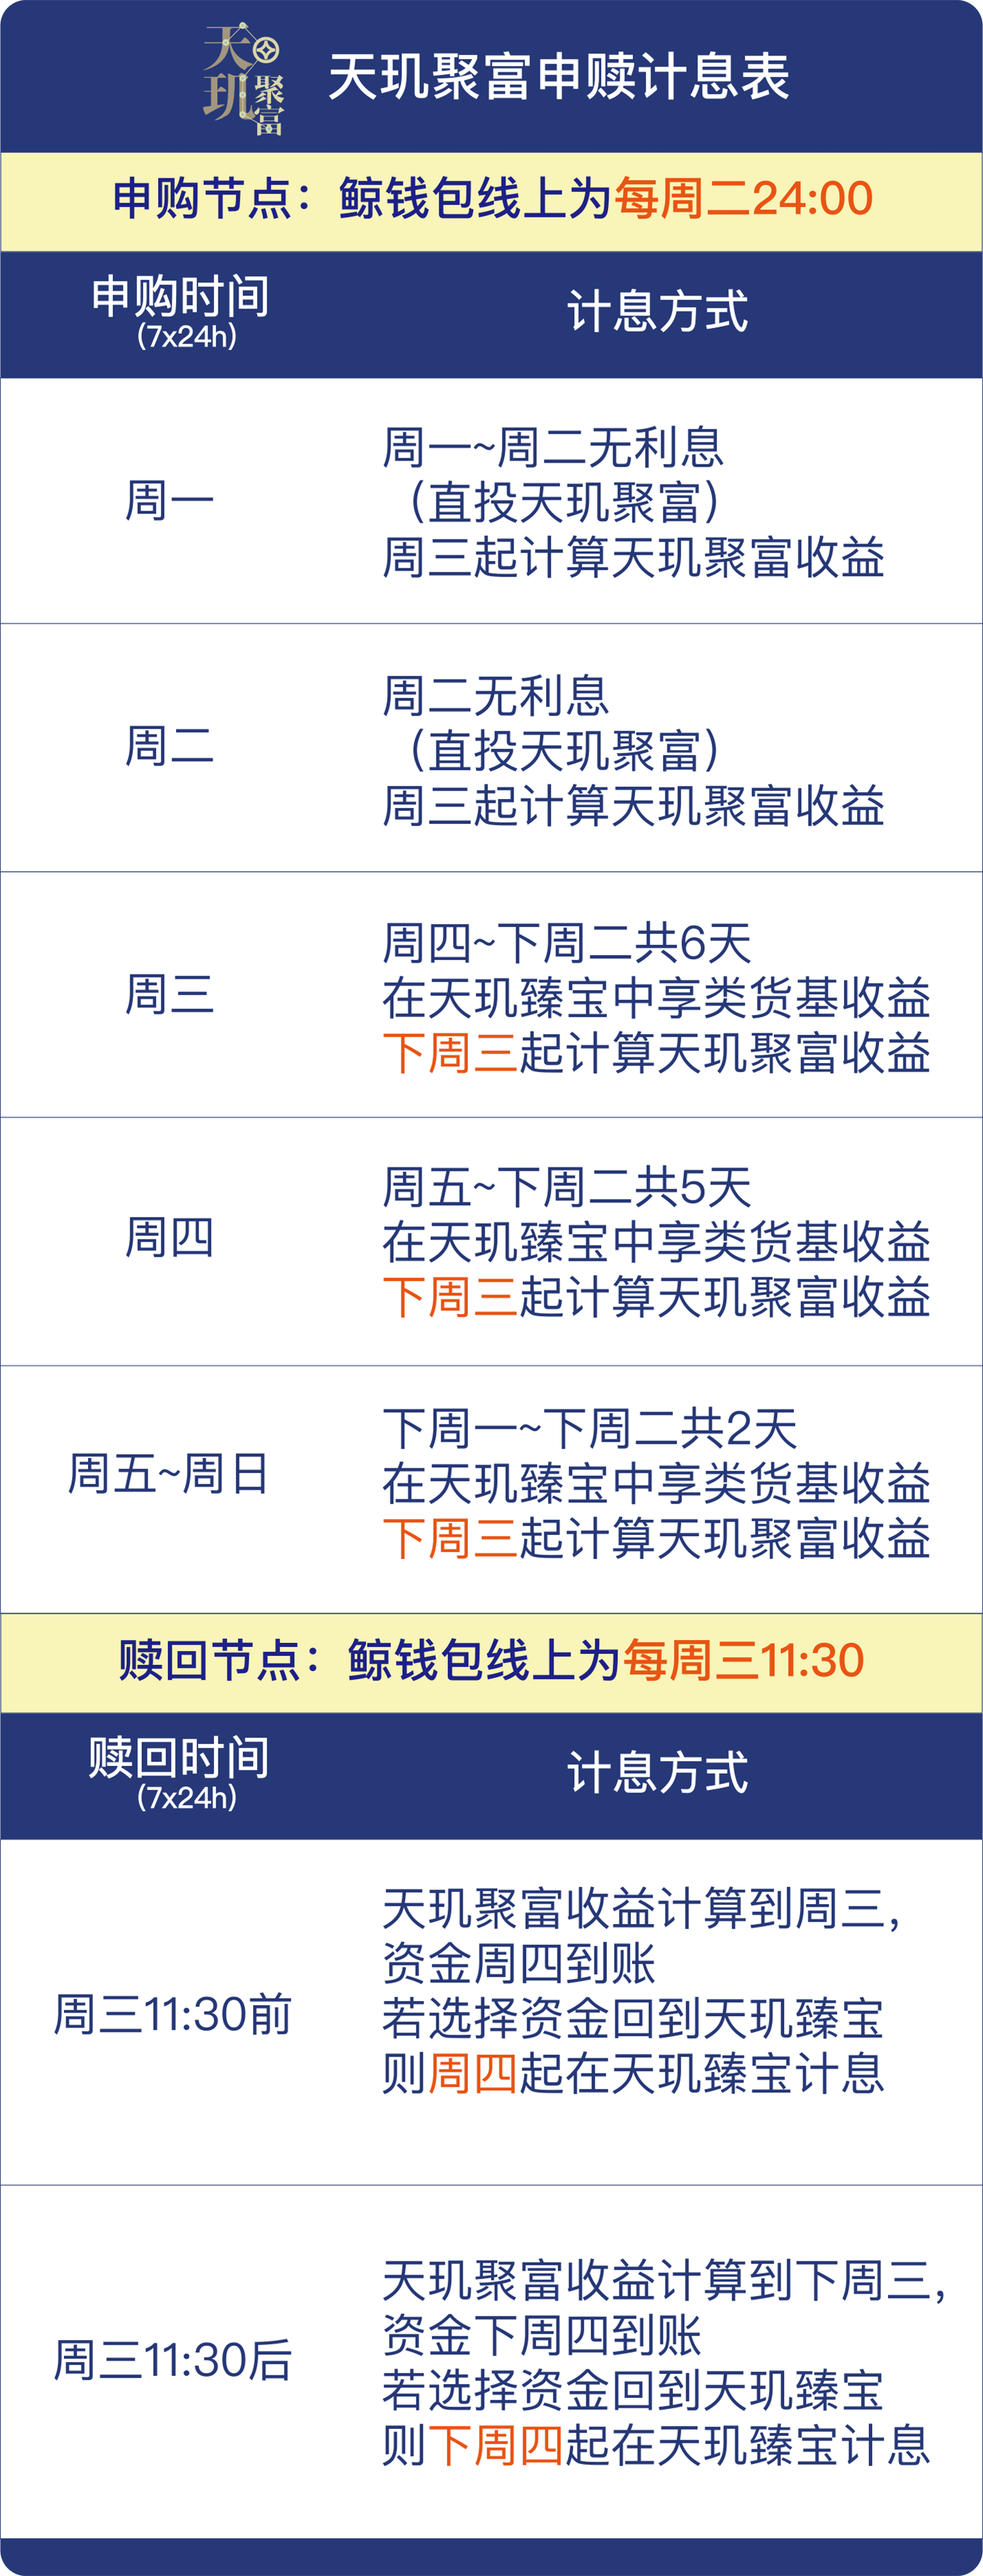 天玑
聚富
天玑聚富申赎计息表
申购节点：鲸钱包线上为每周二24:00
申购时间
(7x24h)
计息方式
周一
周一~周二无利息
（直投天玑聚富）
周三起计算天玑聚富收益
周二
周二无利息
（直投天玑聚富）
周三起计算天玑聚富收益
周三
周四~下周二共6天
在天玑臻宝中享类货基收益
下周三起计算天玑聚富收益
周四
周五~下周二共5天
在天玑臻宝中享类货基收益
下周三起计算天玑聚富收益
周五~周日
下周一~下周二共2天
在天玑臻宝中享类货基收益
下周三起计算天玑聚富收益
赎回节点：鲸钱包线上为每周三11:30
赎回时间
(7x24h)
计息方式
周三11:30前
天玑聚富收益计算到周三，
资金周四到账
若选择资金回到天玑臻宝
则周四起在天玑臻宝计息
周三11:30后
天玑聚富收益计算到下周三，
资金下周四到账
若选择资金回到天玑臻宝
则下周四起在天玑臻宝计息